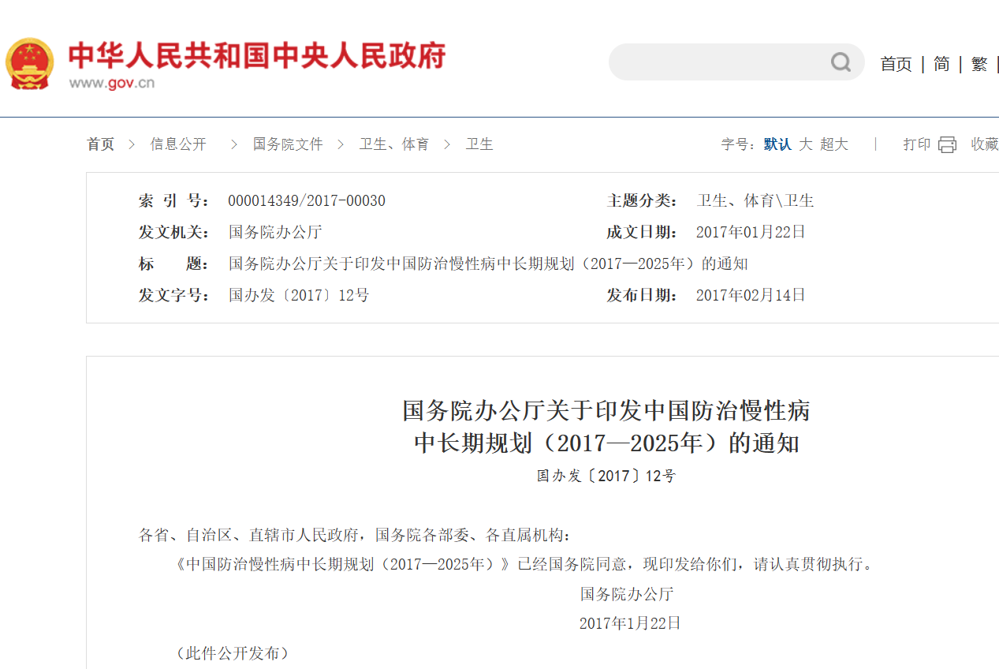 中华人民共和国中央人民政府
www.gov.cn
首页 | 简 | 繁 |
首页 > 信息公开 > 国务院文件 > 卫生、体育 > 卫生
字号：默认 大 超大 | 打印 收藏
索 引 号： 000014349/2017-00030 主题分类： 卫生、体育\卫生
发文机关： 国务院办公厅 成文日期： 2017年01月22日
标 题： 国务院办公厅关于印发中国防治慢性病中长期规划（2017—2025年）的通知
发文字号： 国办发〔2017〕12号 发布日期： 2017年02月14日
国务院办公厅关于印发中国防治慢性病
中长期规划（2017—2025年）的通知
国办发〔2017〕12号
各省、自治区、直辖市人民政府，国务院各部委、各直属机构：
《中国防治慢性病中长期规划（2017—2025年）》已经国务院同意，现印发给你们，请认真贯彻执行。
国务院办公厅
2017年1月22日
（此件公开发布）